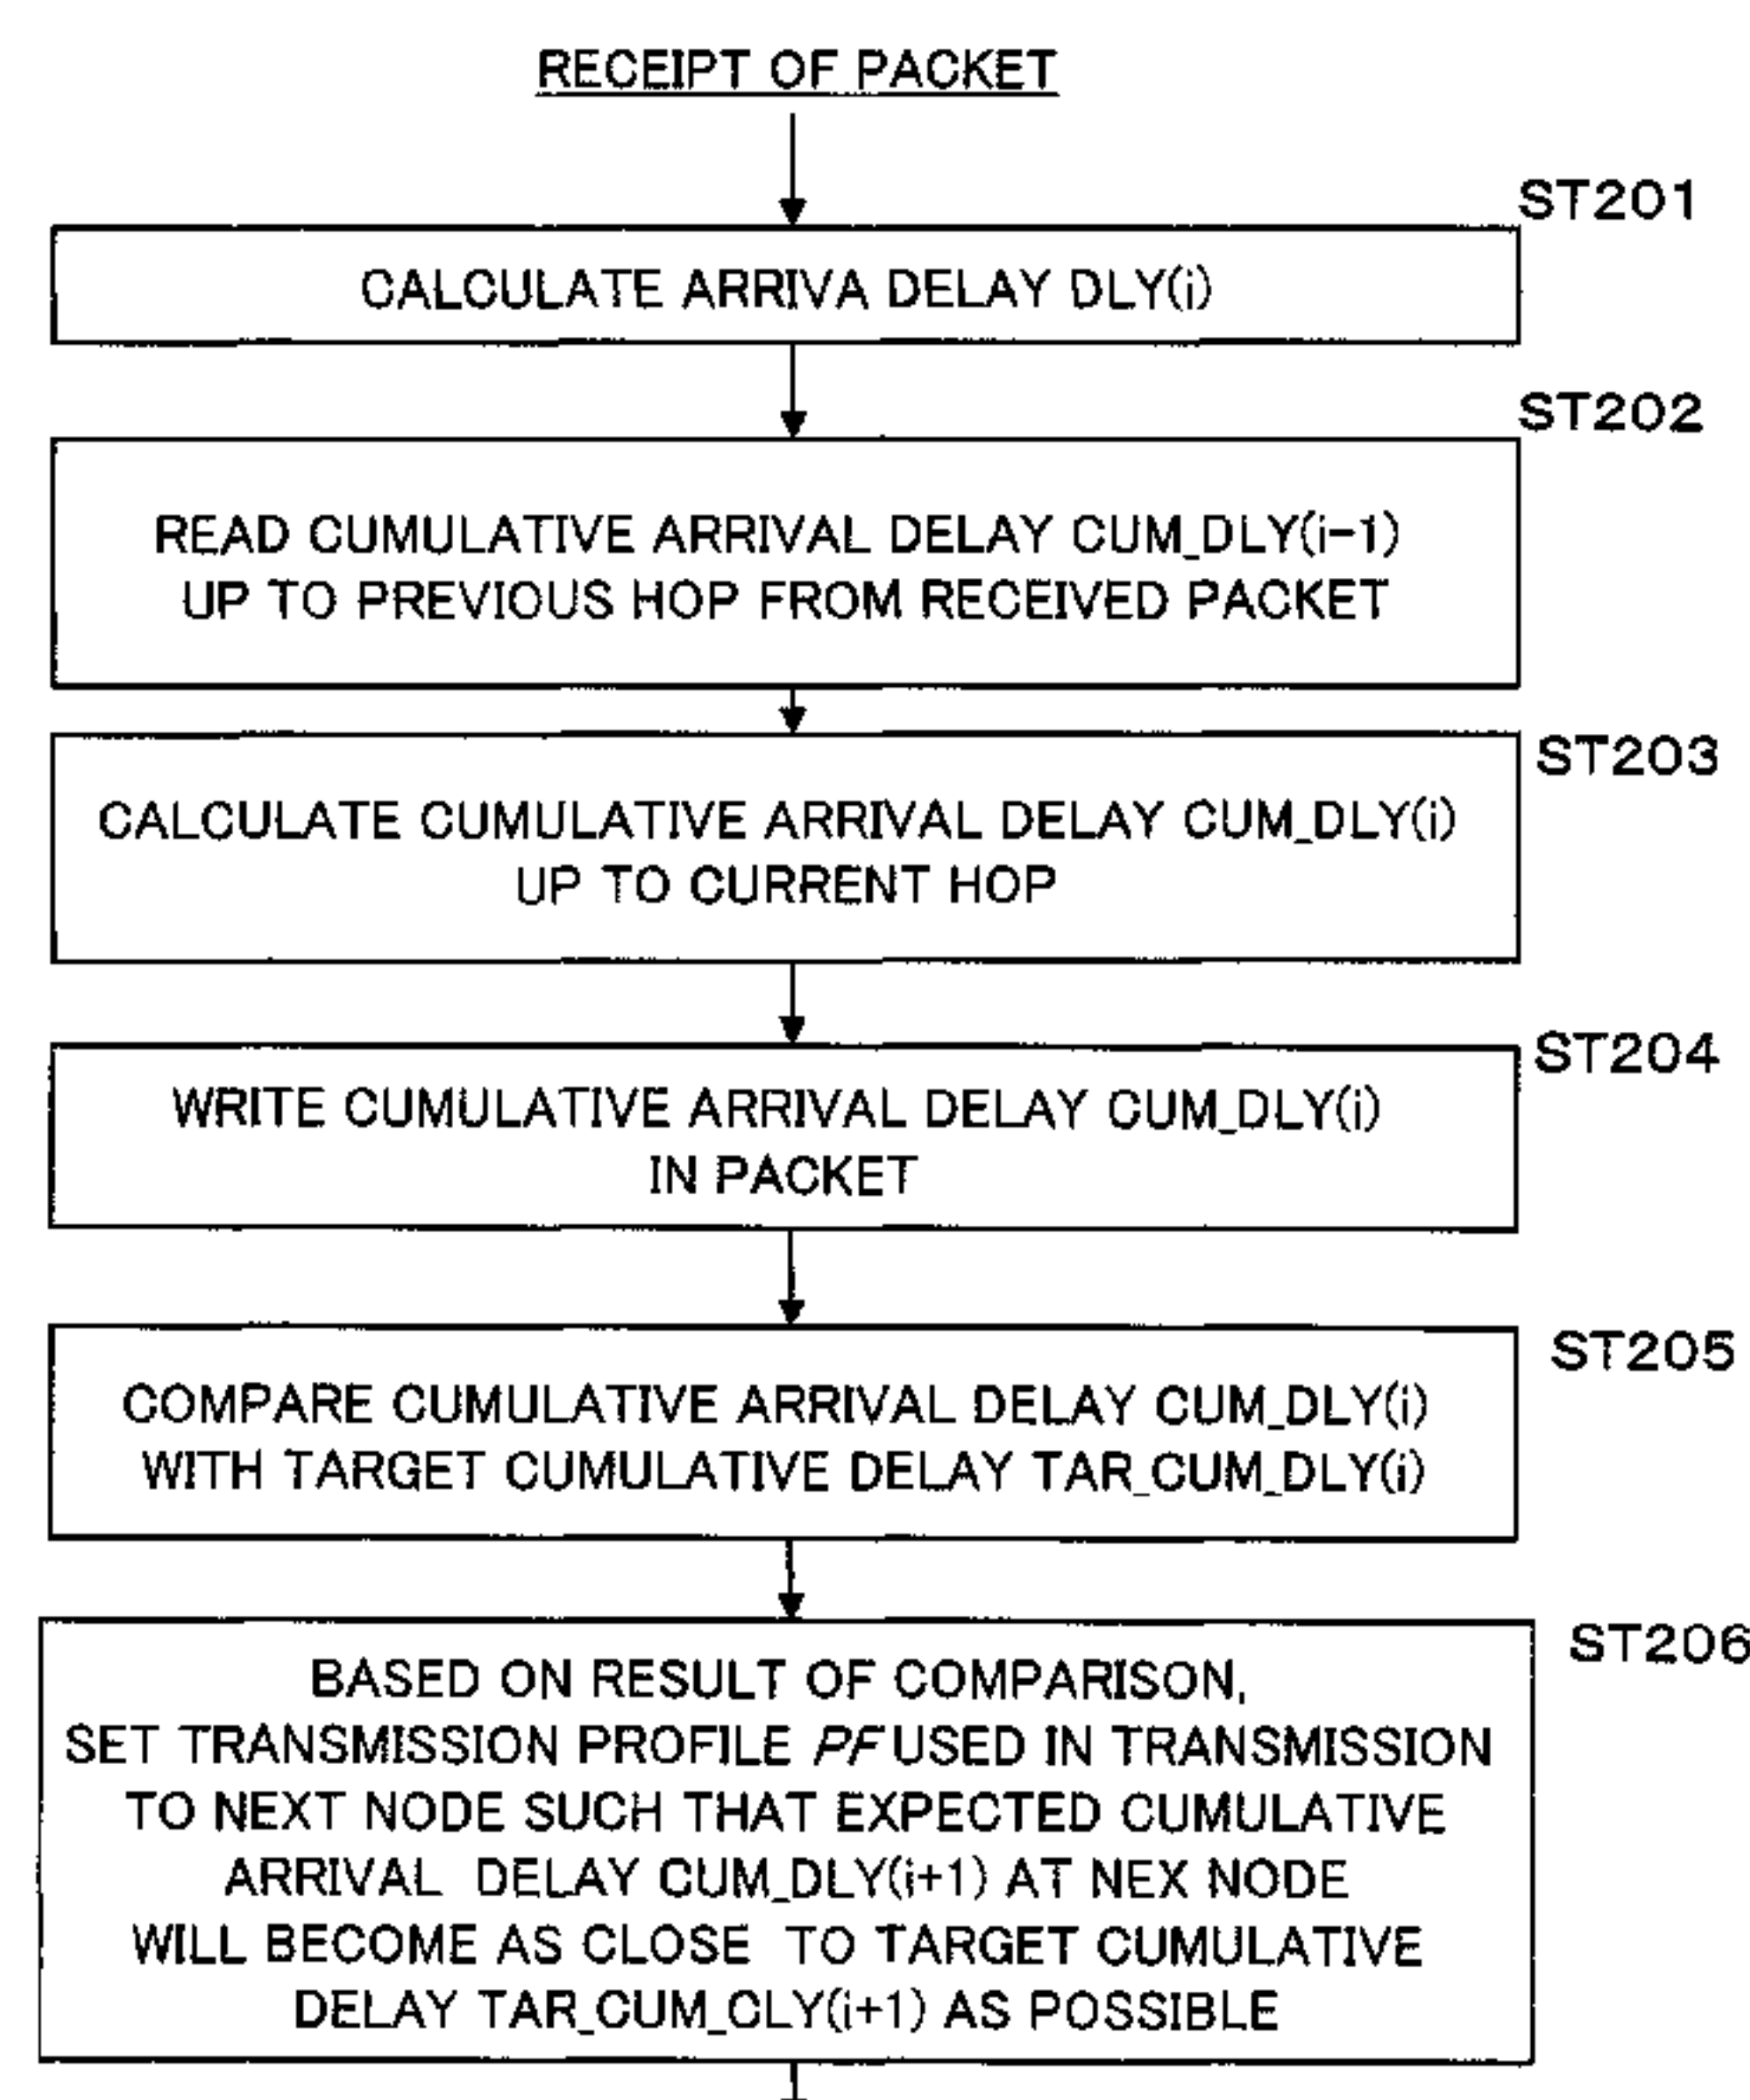 RECEIPT OF PACKET
ST201
CALCULATE ARRIVA DELAY DLY(i)
ST202
READ CUMULATIVE ARRIVAL DELAY CUM_DLY(i-1)
UP TO PREVIOUS HOP FROM RECEIVED PACKET
ST203
CALCULATE CUMULATIVE ARRIVAL DELAY CUM_DLY(i)
UP TO CURRENT HOP
ST204
WRITE CUMULATIVE ARRIVAL DELAY CUM_DLY(i)
IN PACKET
ST205
COMPARE CUMULATIVE ARRIVAL DELAY CUM_DLY(i)
WITH TARGET CUMULATIVE DELAY TAR_CUM_DLY(i)
ST206
BASED ON RESULT OF COMPARISON,
SET TRANSMISSION PROFILE PF USED IN TRANSMISSION
TO NEXT NODE SUCH THAT EXPECTED CUMULATIVE
ARRIVAL DELAY CUM_DLY(i+1) AT NEX NODE
WILL BECOME AS CLOSE TO TARGET CUMULATIVE
DELAY TAR_CUM_CLY(i+1) AS POSSIBLE